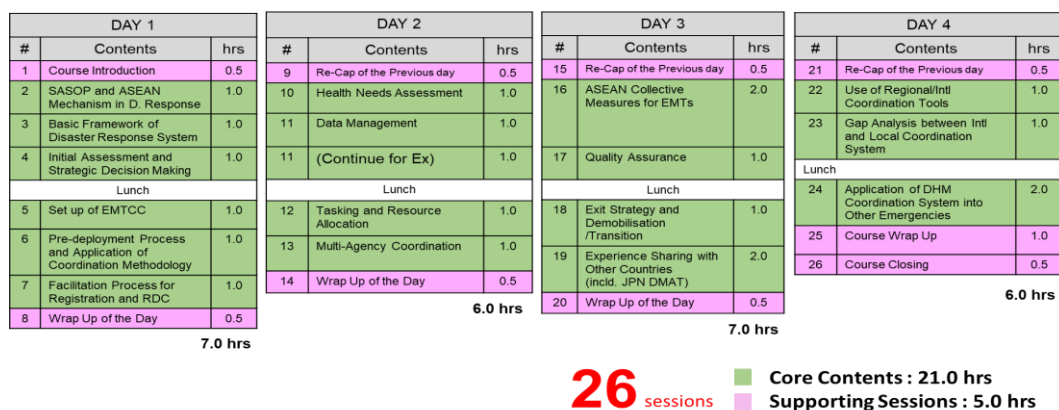 DAY 1
# Contents hrs
1 Course Introduction 0.5
2 SASOP and ASEAN 1.0
Mechanism in D. Response
3 Basic Framework of 1.0
Disaster Response System
4 Initial Assessment and 1.0
Strategic Decision Making
Lunch
5 Set up of EMTCC 1.0
6 Pre-deployment Process 1.0
and Application of
Coordination Methodology
7 Facilitation Process for 1.0
Registration and RDC
8 Wrap Up of the Day 0.5
7.0 hrs
DAY 2
# Contents hrs
9 Re-Cap of the Previous day 0.5
10 Health Needs Assessment 1.0
11 Data Management 1.0
11 (Continue for Ex) 1.0
Lunch
12 Tasking and Resource 1.0
Allocation
13 Multi-Agency Coordination 1.0
14 Wrap Up of the Day 0.5
6.0 hrs
DAY 3
# Contents hrs
15 Re-Cap of the Previous day 0.5
16 ASEAN Collective 2.0
Measures for EMTs
17 Quality Assurance 1.0
Lunch
18 Exit Strategy and 1.0
Demobilisation
/Transition
19 Experience Sharing with 2.0
Other Countries
(incl. JPN DMAT)
20 Wrap Up of the Day 0.5
7.0 hrs
DAY 4
# Contents hrs
21 Re-Cap of the Previous day 0.5
22 Use of Regional/Intl 1.0
Coordination Tools
23 Gap Analysis between Intl 1.0
and Local Coordination
System
Lunch
24 Application of DHM 2.0
Coordination System into
Other Emergencies
25 Course Wrap Up 1.0
26 Course Closing 0.5
6.0 hrs
26 sessions
Core Contents : 21.0 hrs
Supporting Sessions : 5.0 hrs